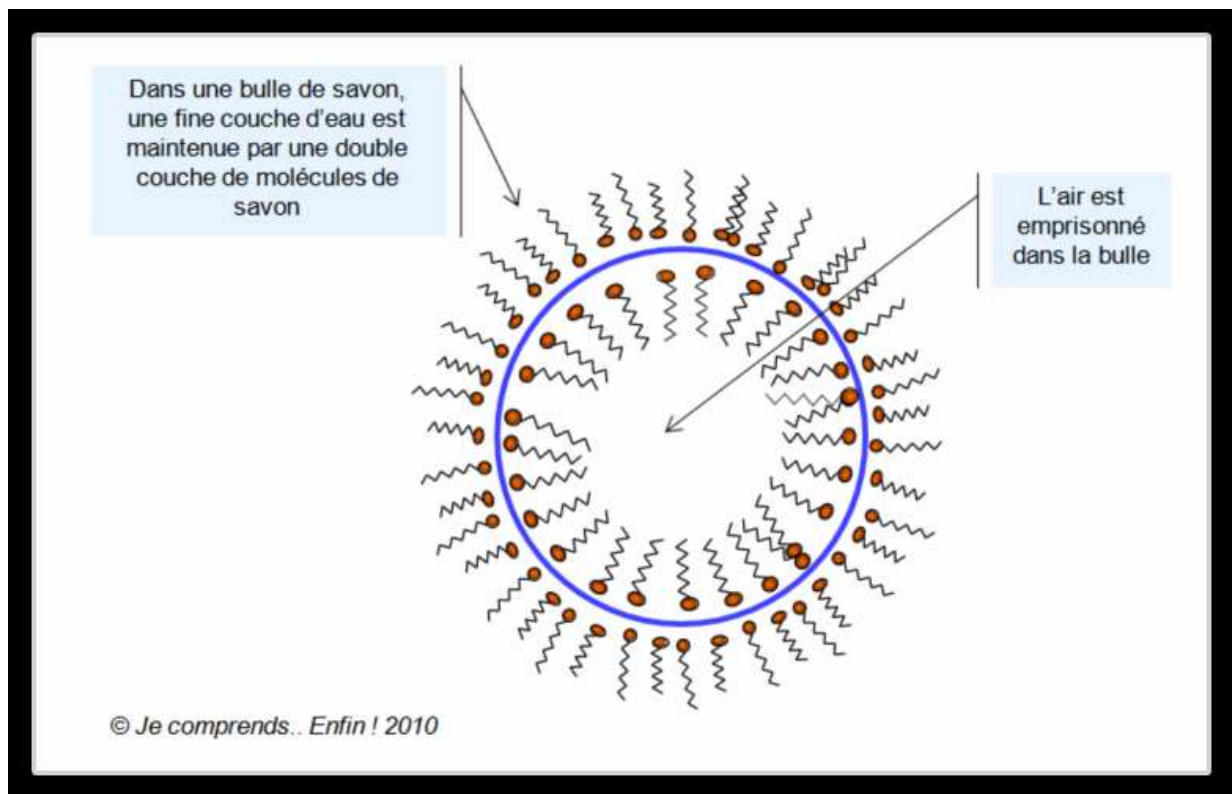 Dans une bulle de savon,
une fine couche d'eau est
maintenue par une double
couche de molécules de
savon
L'air est
emprisonné
dans la bulle
© Je comprends.. Enfin ! 2010